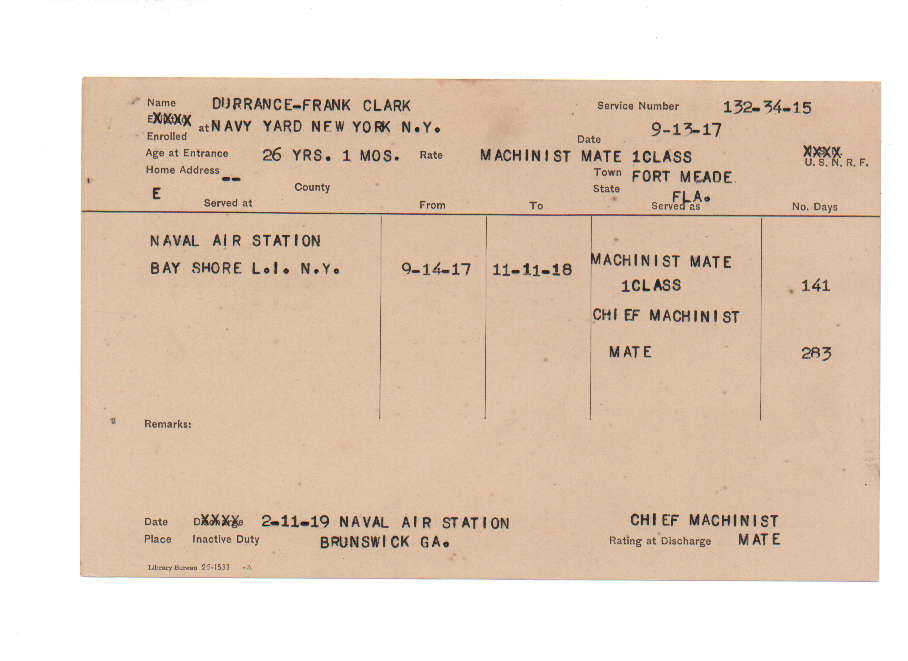 Name DURRANCE-FRANK CLARK Service Number 132-34-15
XXXX
Enrolled at NAVY YARD NEW YORK N.Y. Date 9-13-17
Age at Entrance 26 YRS. 1 MOS. Rate MACHINIST MATE 1CLASS XXXX U. S. N. R. F.
Home Address -- Town FORT MEADE
E County State FLA.
Served at From To Served as No. Days
NAVAL AIR STATION
BAY SHORE L.I. N.Y. 9-14-17 11-11-18 MACHINIST MATE
1CLASS 141
CHIEF MACHINIST
MATE 283
Remarks:
Date XXXX 2-11-19 NAVAL AIR STATION CHIEF MACHINIST
Place Inactive Duty BRUNSWICK GA. Rating at Discharge MATE
Library Bureau 25-1533 -A